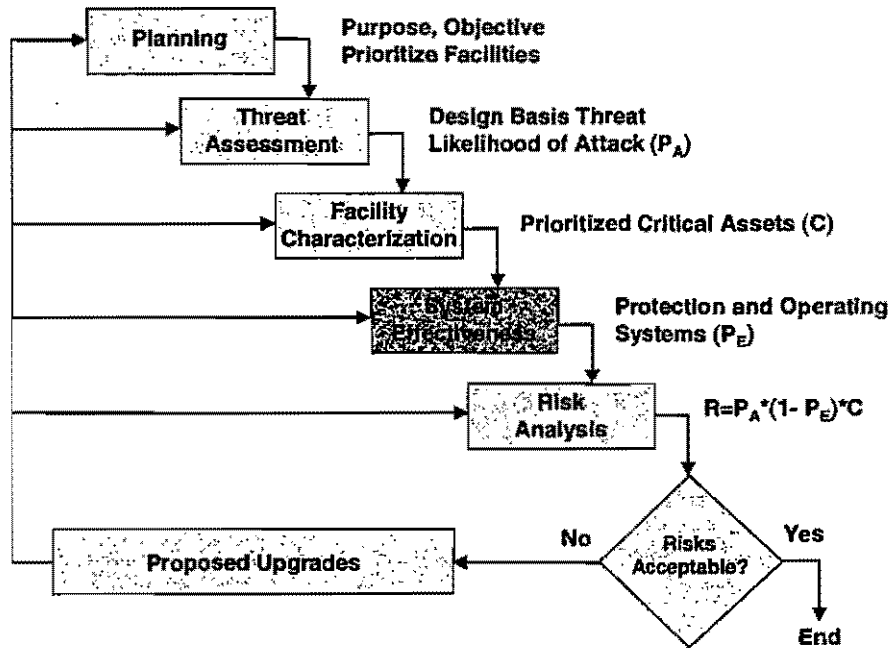 Planning
Purpose, Objective
Prioritize Facilities
Threat
Assessment
Design Basis Threat
Likelihood of Attack (P_A)
Facility
Characterization
Prioritized Critical Assets (C)
System
Effectiveness
Protection and Operating
Systems (P_E)
Risk
Analysis
R=P_A*(1- P_E)*C
Risks
Acceptable?
No
Yes
Proposed Upgrades
End